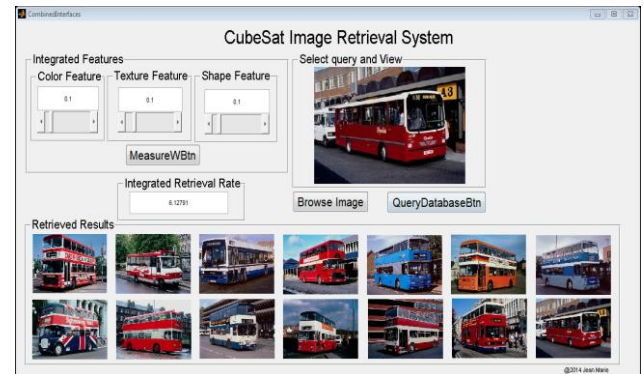 CombinedInterfaces
CubeSat Image Retrieval System
Integrated Features
Select query and View
Color Feature
Texture Feature
Shape Feature
0.1
0.1
0.1
MeasureWBtn
Integrated Retrieval Rate
6.12791
Browse Image
QueryDatabaseBtn
Retrieved Results
@2014 Jean Marie